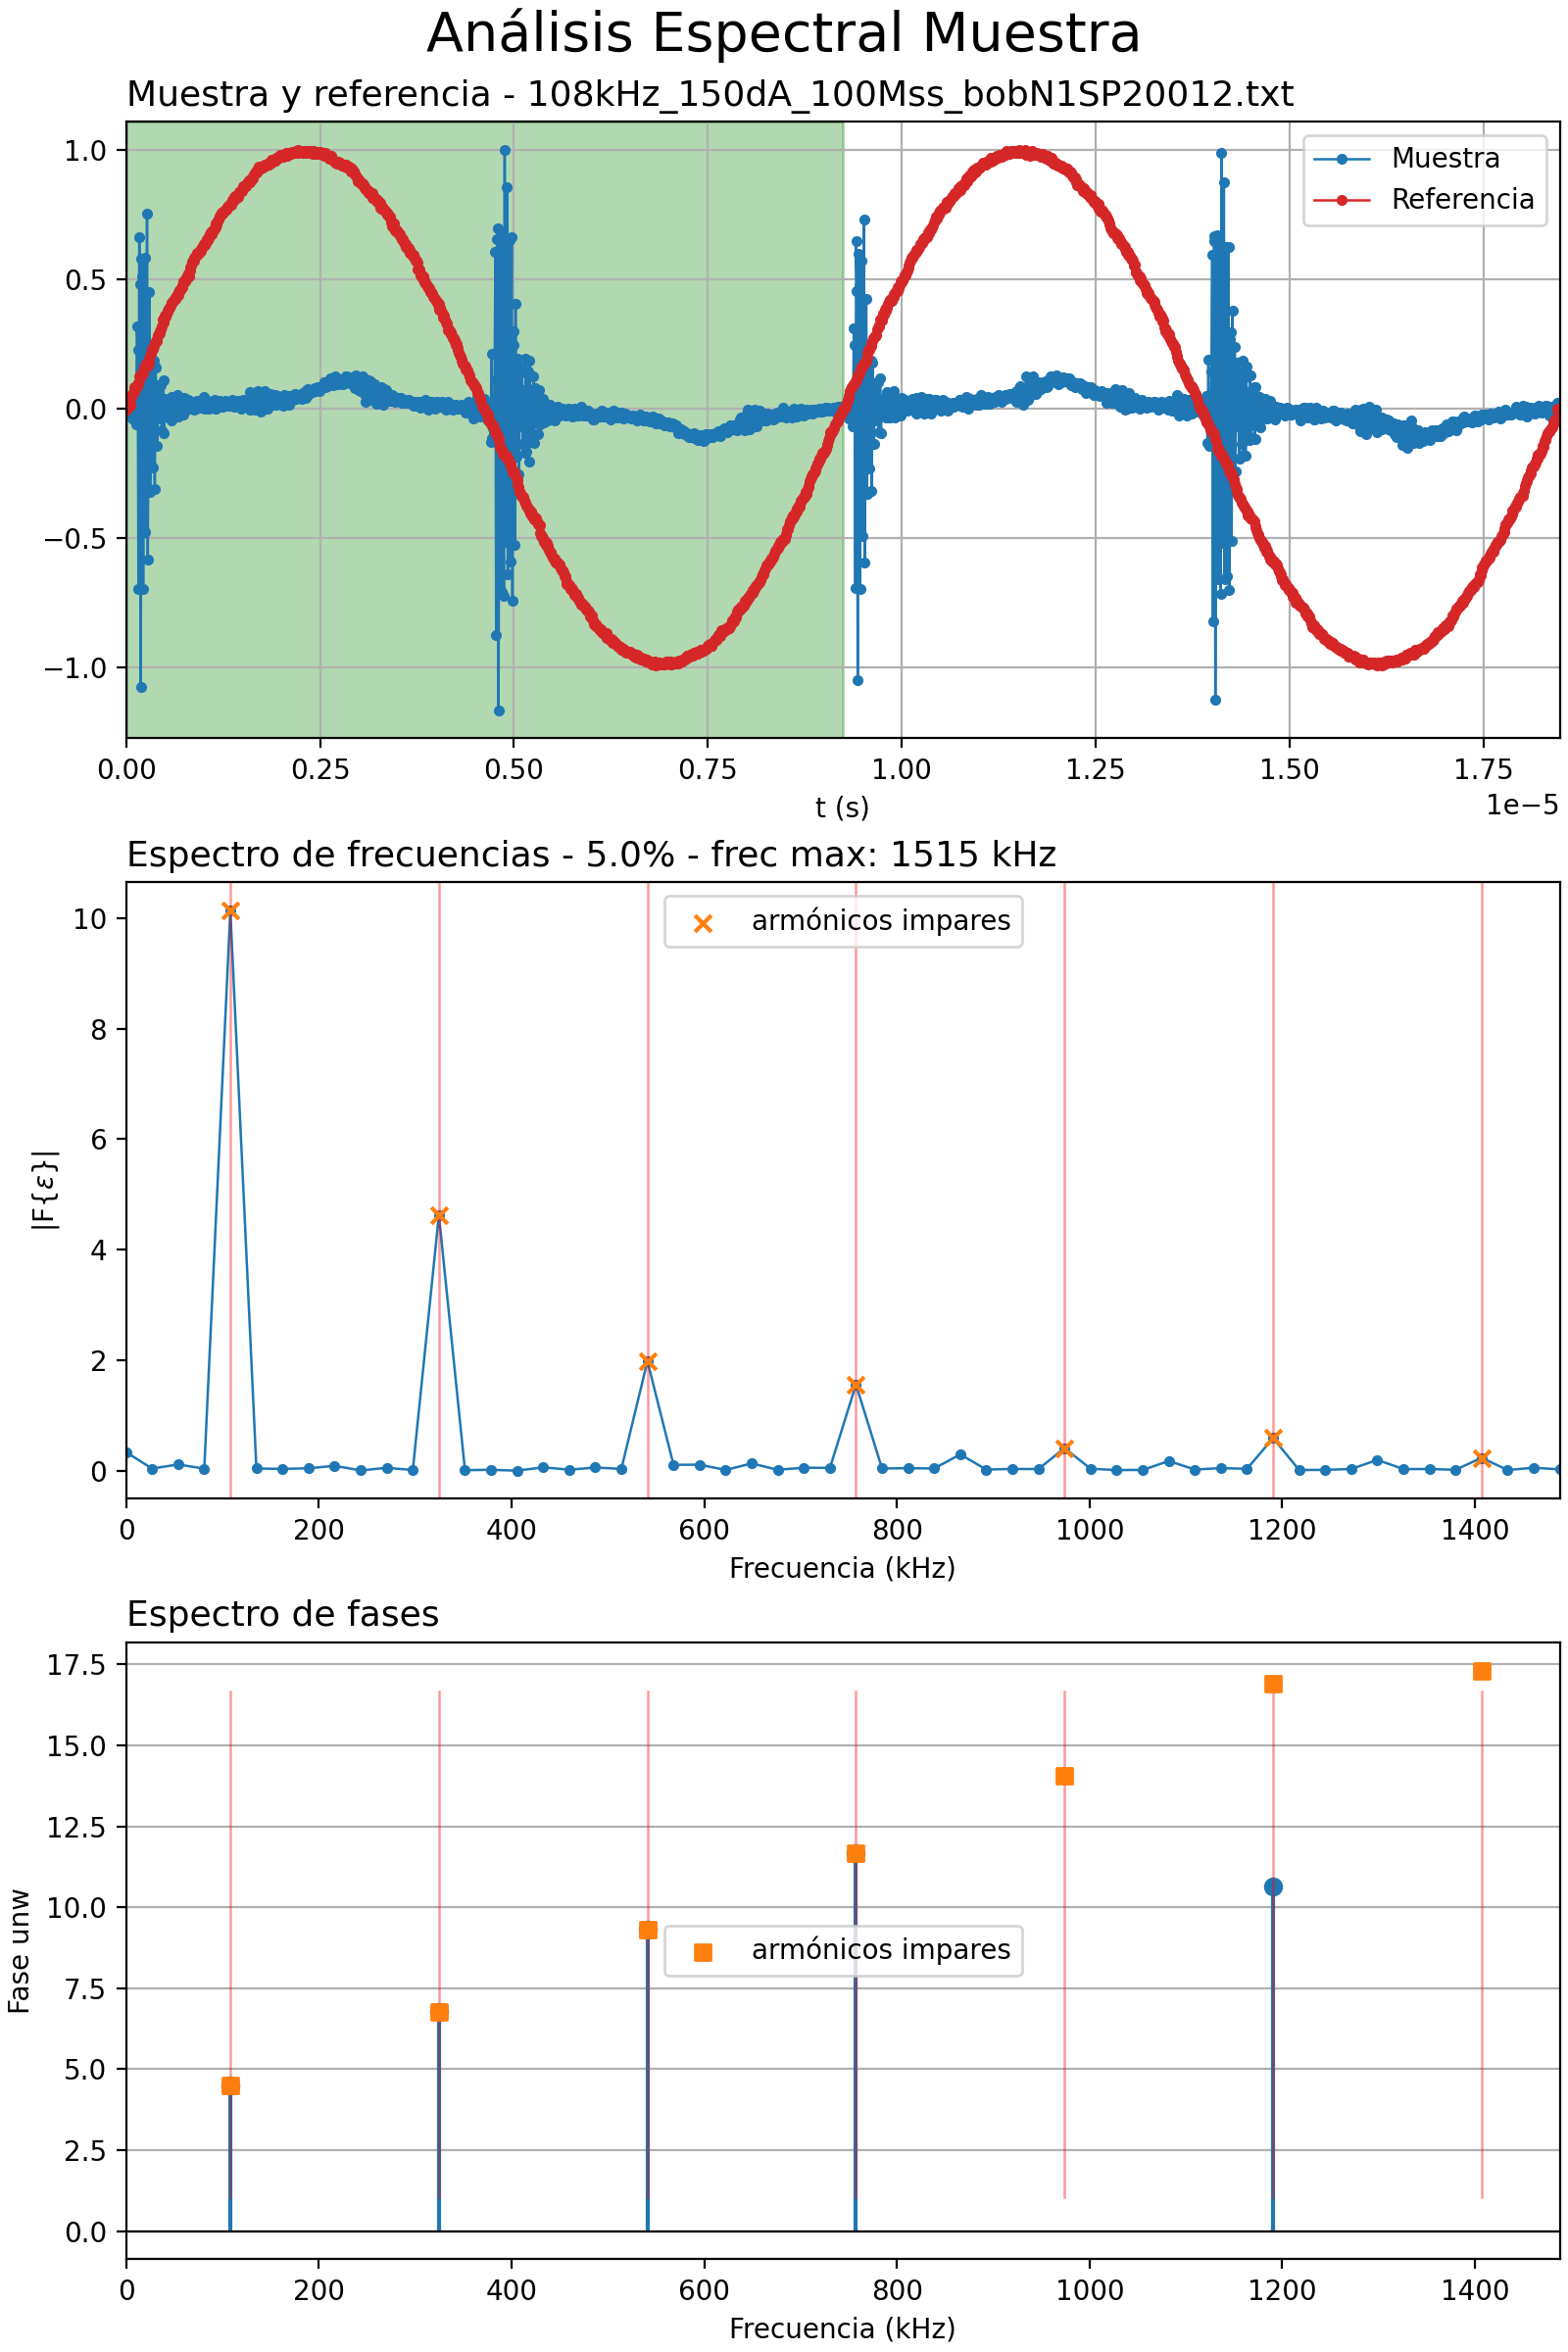 Análisis Espectral Muestra
Muestra y referencia - 108kHz_150dA_100Mss_bobN1SP20012.txt
1.0
0.5
0.0
−0.5
−1.0
Muestra
Referencia
0.00 0.25 0.50 0.75 1.00 1.25 1.50 1.75
t (s)
1e−5
Espectro de frecuencias - 5.0% - frec max: 1515 kHz
armónicos impares
10
8
6
4
2
0
|F{ε}|
0 200 400 600 800 1000 1200 1400
Frecuencia (kHz)
Espectro de fases
17.5
15.0
12.5
10.0
7.5
5.0
2.5
0.0
Fase unw
armónicos impares
0 200 400 600 800 1000 1200 1400
Frecuencia (kHz)